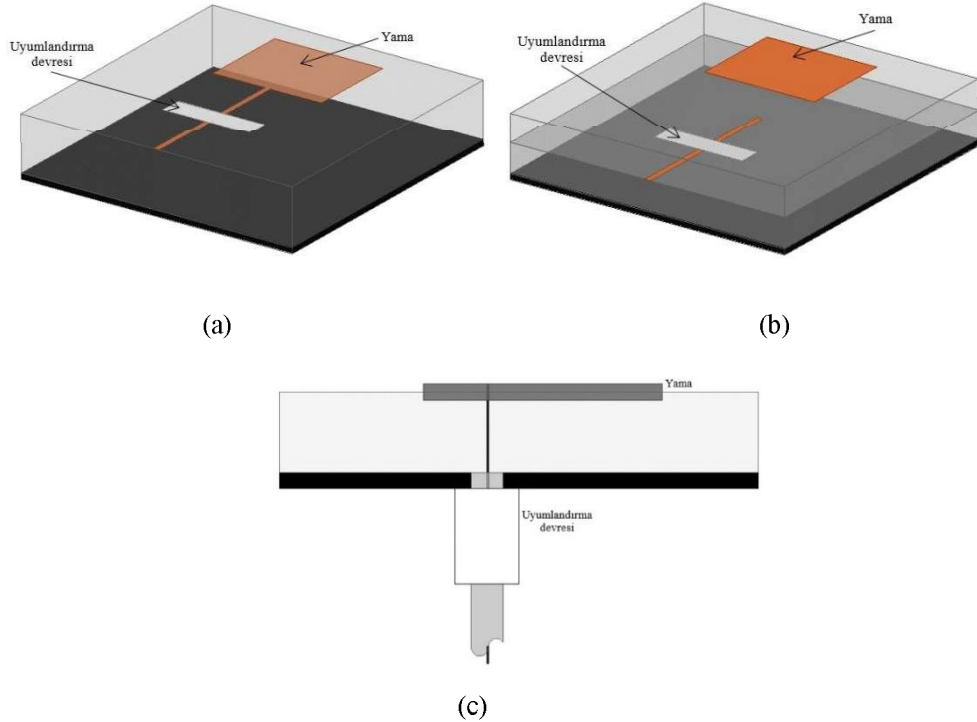 Uyumlandırma
devresi
Yama
Uyumlandırma
devresi
Yama
(a)
(b)
Yama
Uyumlandırma
devresi
(c)